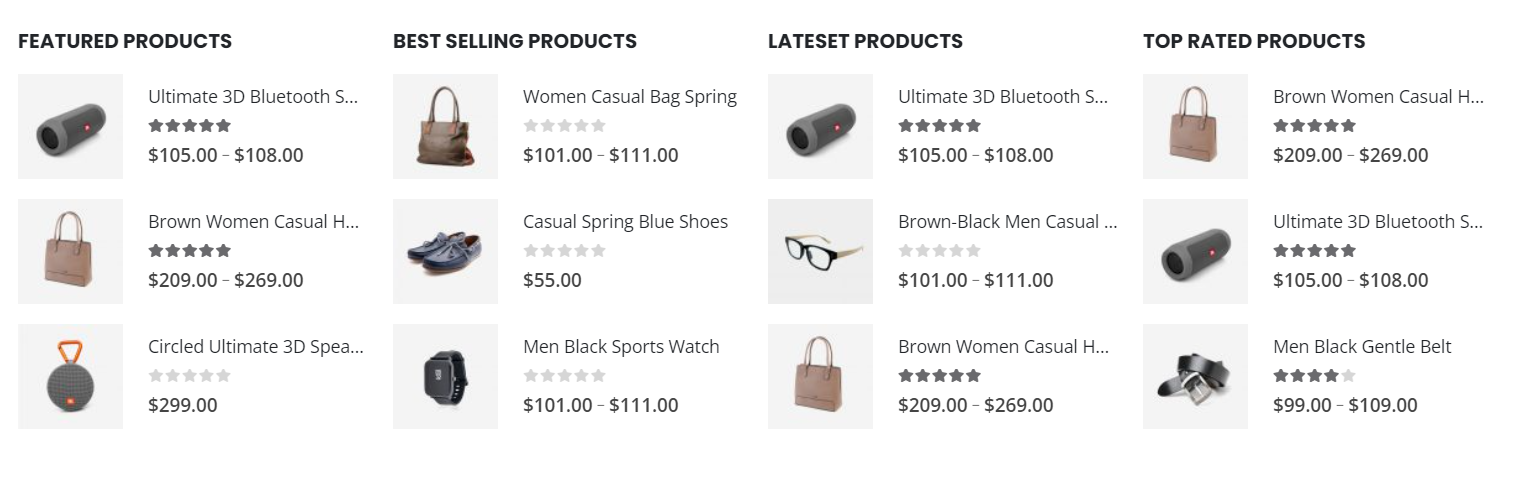 FEATURED PRODUCTS
Ultimate 3D Bluetooth S...
$105.00 – $108.00
Brown Women Casual H...
$209.00 – $269.00
Circled Ultimate 3D Spea...
$299.00
BEST SELLING PRODUCTS
Women Casual Bag Spring
$101.00 – $111.00
Casual Spring Blue Shoes
$55.00
Men Black Sports Watch
$101.00 – $111.00
LATESET PRODUCTS
Ultimate 3D Bluetooth S...
$105.00 – $108.00
Brown-Black Men Casual ...
$101.00 – $111.00
Brown Women Casual H...
$209.00 – $269.00
TOP RATED PRODUCTS
Brown Women Casual H...
$209.00 – $269.00
Ultimate 3D Bluetooth S...
$105.00 – $108.00
Men Black Gentle Belt
$99.00 – $109.00